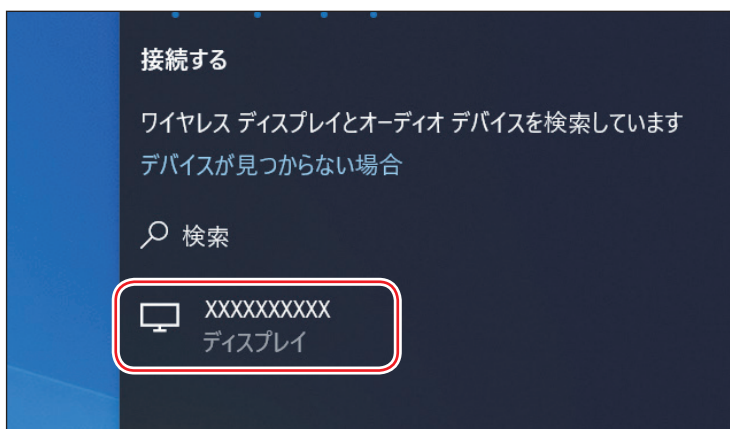 接続する
ワイヤレス ディスプレイとオーディオ デバイスを検索しています
デバイスが見つからない場合
検索
XXXXXXXXXX
ディスプレイ